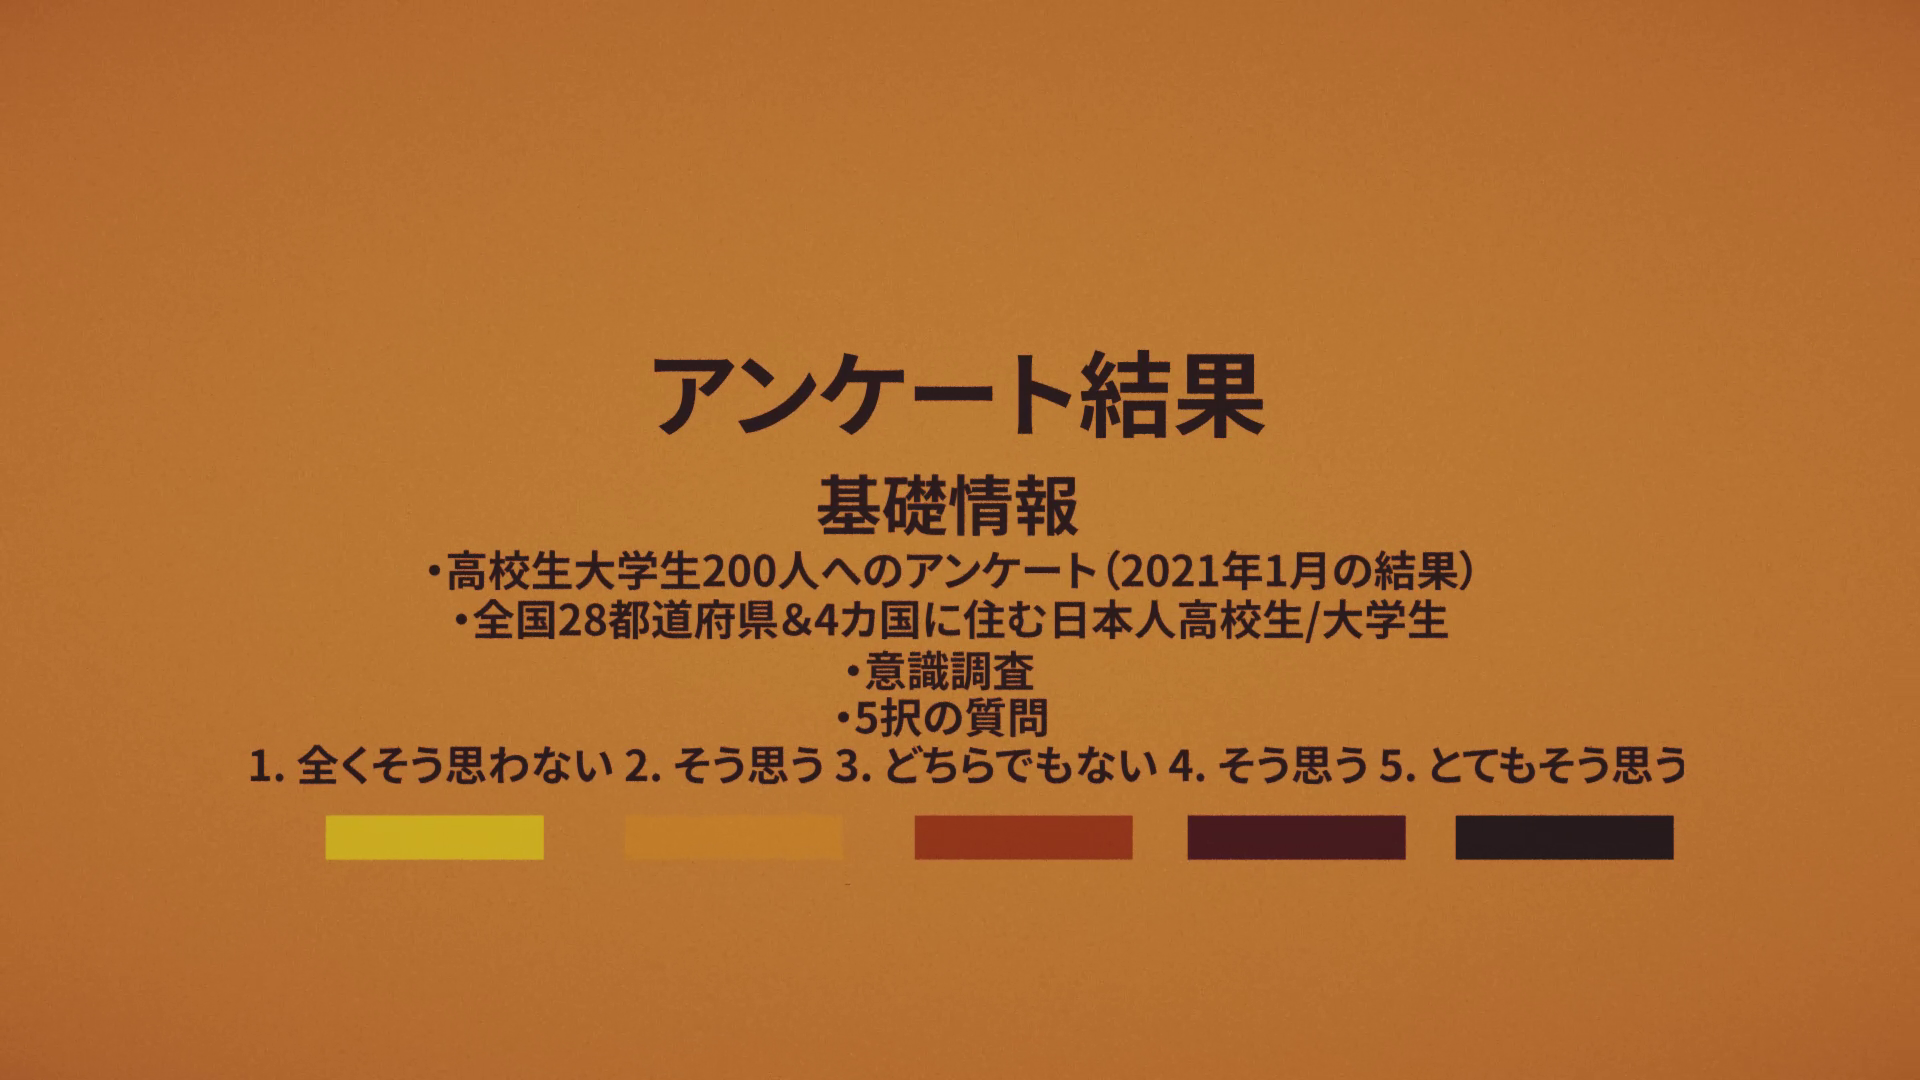 アンケート結果
基礎情報
・高校生大学生200人へのアンケート（2021年1月の結果）
・全国28都道府県&4カ国に住む日本人高校生/大学生
・意識調査
・5択の質問
1. 全くそう思わない 2. そう思う 3. どちらでもない 4. そう思う 5. とてもそう思う